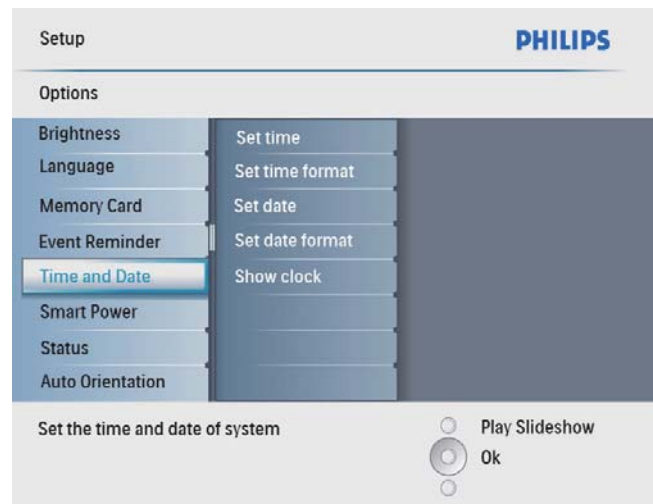 Setup
PHILIPS
Options
Brightness
Language
Memory Card
Event Reminder
Time and Date
Smart Power
Status
Auto Orientation
Set time
Set time format
Set date
Set date format
Show clock
Set the time and date of system
Play Slideshow
Ok